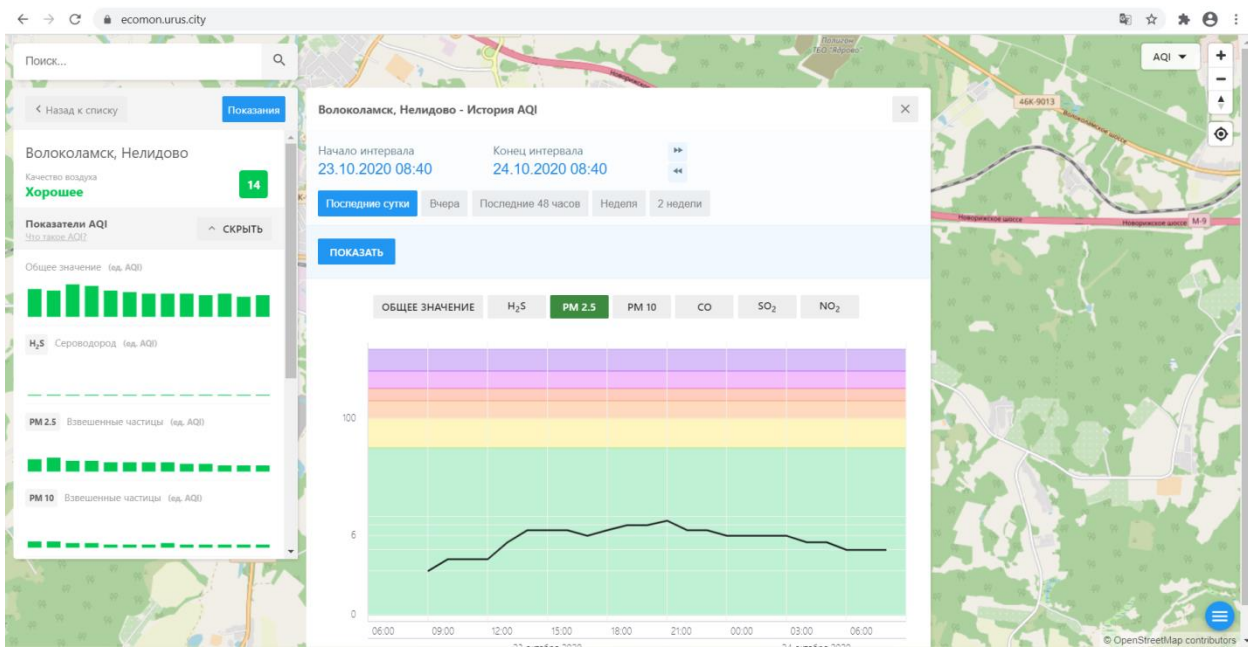 ecomon.urus.city
Поиск...
AQI
Назад к списку
Показания
Волоколамск, Нелидово
Качество воздуха
Хорошее
14
Показатели AQI
Что такое AQI?
СКРЫТЬ
Общее значение (ед. AQI)
H₂S Сероводород (ед. AQI)
PM 2.5 Взвешенные частицы (ед. AQI)
PM 10 Взвешенные частицы (ед. AQI)
Волоколамск, Нелидово - История AQI
Начало интервала Конец интервала
23.10.2020 08:40 24.10.2020 08:40
Последние сутки Вчера Последние 48 часов Неделя 2 недели
ПОКАЗАТЬ
ОБЩЕЕ ЗНАЧЕНИЕ H₂S PM 2.5 PM 10 CO SO₂ NO₂
100
6
0
06:00 09:00 12:00 15:00 18:00 21:00 00:00 03:00 06:00
46К-9013
Волоколамское шоссе
Новорижское шоссе
Новорижское шоссе
М-9
© OpenStreetMap contributors